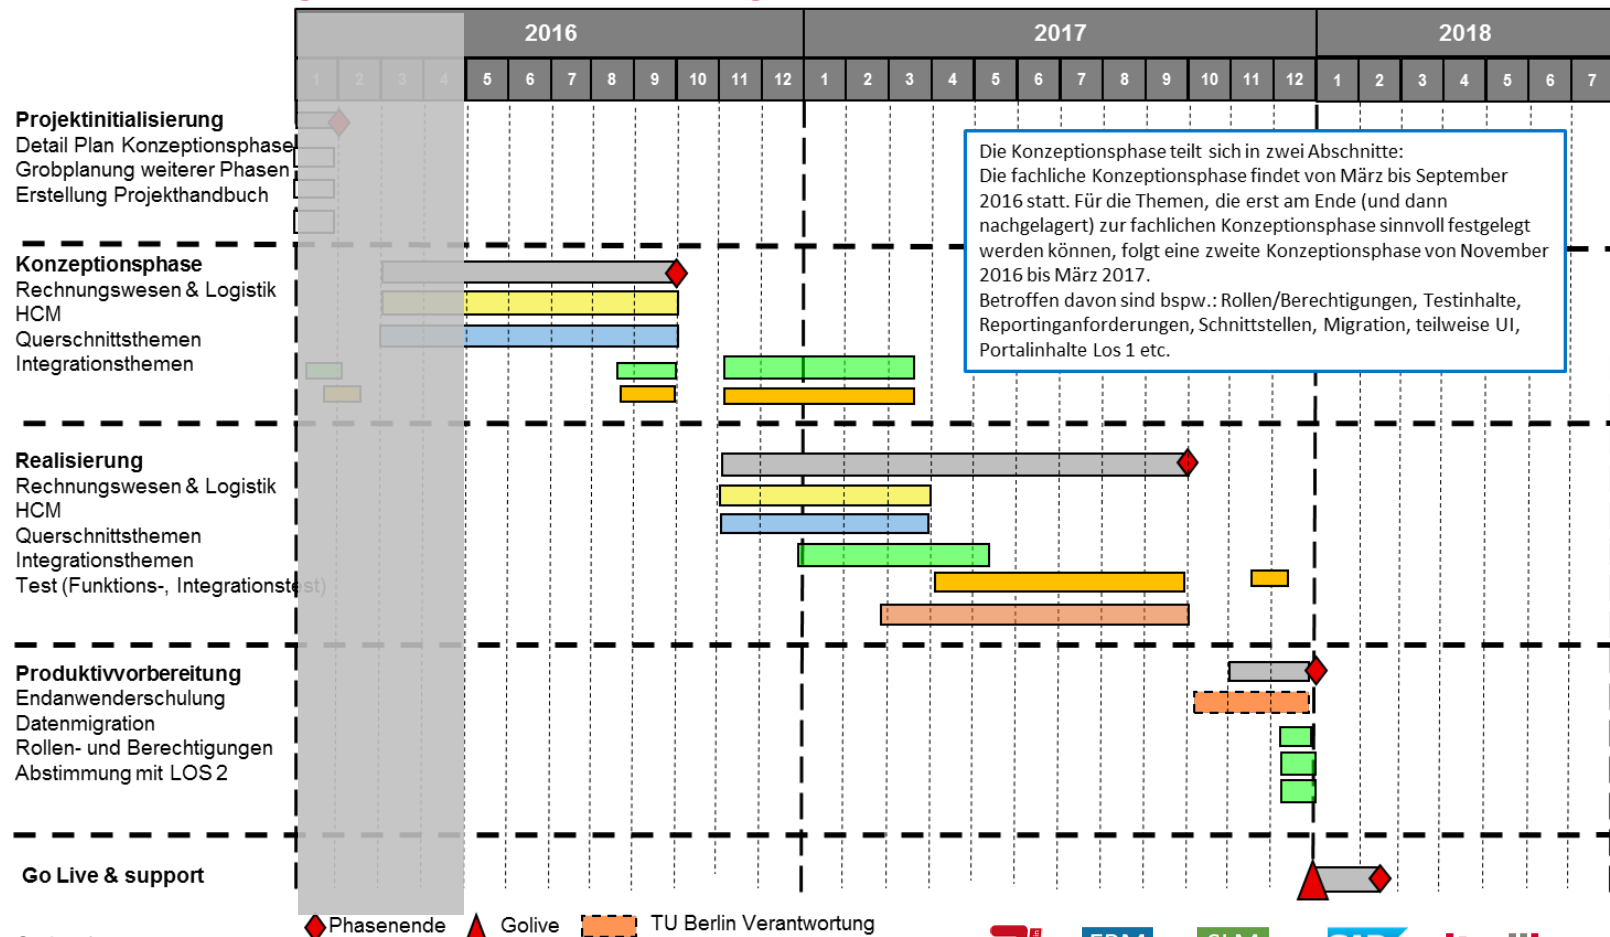 2016 2017 2018
1 2 3 4 5 6 7 8 9 10 11 12 1 2 3 4 5 6 7 8 9 10 11 12 1 2 3 4 5 6 7
Projektinitialisierung
Detail Plan Konzeptionsphase
Grobplanung weiterer Phasen
Erstellung Projekthandbuch
Die Konzeptionsphase teilt sich in zwei Abschnitte:
Die fachliche Konzeptionsphase findet von März bis September
2016 statt. Für die Themen, die erst am Ende (und dann
nachgelagert) zur fachlichen Konzeptionsphase sinnvoll festgelegt
werden können, folgt eine zweite Konzeptionsphase von November
2016 bis März 2017.
Betroffen davon sind bspw.: Rollen/Berechtigungen, Testinhalte,
Reportinganforderungen, Schnittstellen, Migration, teilweise UI,
Portalinhalte Los 1 etc.
Konzeptionsphase
Rechnungswesen & Logistik
HCM
Querschnittsthemen
Integrationsthemen
Realisierung
Rechnungswesen & Logistik
HCM
Querschnittsthemen
Integrationsthemen
Test (Funktions-, Integrationstest)
Produktivvorbereitung
Endanwenderschulung
Datenmigration
Rollen- und Berechtigungen
Abstimmung mit LOS 2
Go Live & support
Phasenende Golive TU Berlin Verantwortung